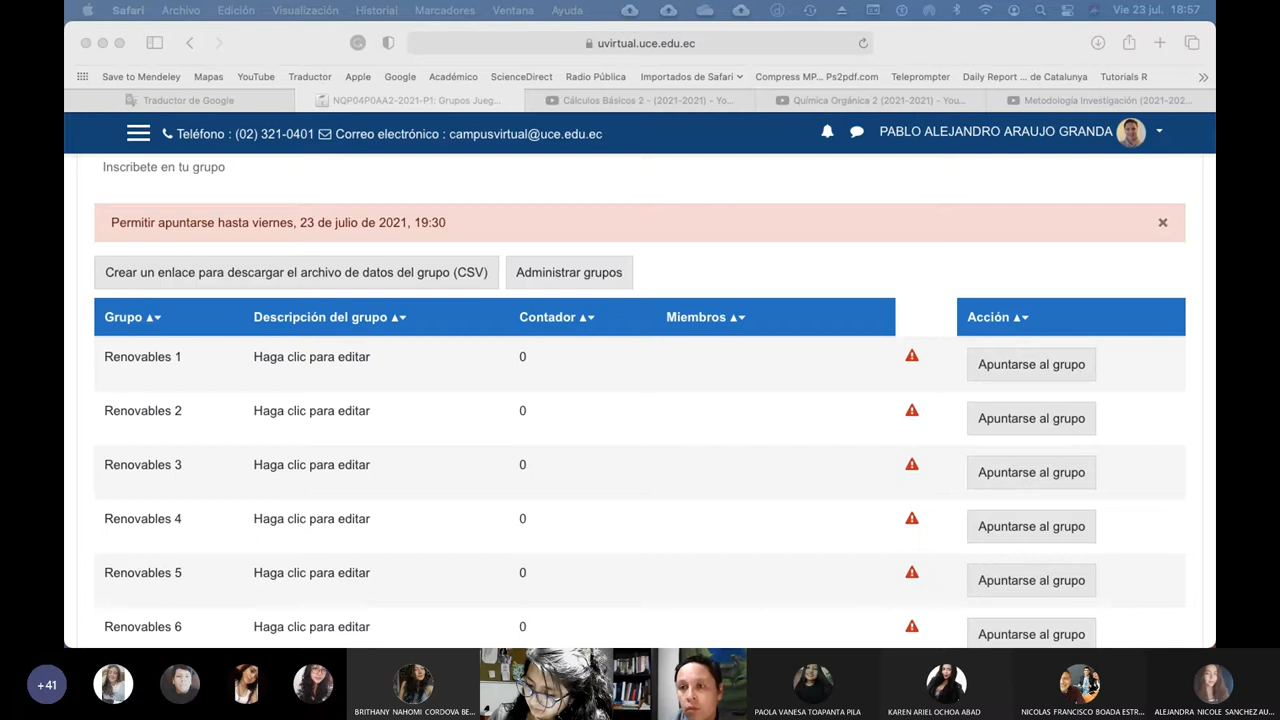 Safari Archivo Edición Visualización Historial Marcadores Ventana Ayuda Vie 23 jul. 18:57
uvirtual.uce.edu.ec
Save to Mendeley Mapas YouTube Traductor Apple Google Académico ScienceDirect Radio Pública Importados de Safari Compress MP... Ps2pdf.com Teleprompter Daily Report ... de Catalunya Tutorials R
Traductor de Google NQP04P0AA2-2021-P1: Grupos Jueg... Cálculos Básicos 2 - (2021-2021) - Yo... Química Orgánica 2 (2021-2021) - You... Metodología Investigación (2021-202...
Teléfono : (02) 321-0401 Correo electrónico : campusvirtual@uce.edu.ec PABLO ALEJANDRO ARAUJO GRANDA
Inscribete en tu grupo
Permitir apuntarse hasta viernes, 23 de julio de 2021, 19:30 ×
Crear un enlace para descargar el archivo de datos del grupo (CSV) Administrar grupos
Grupo Descripción del grupo Contador Miembros Acción
Renovables 1 Haga clic para editar 0 Apuntarse al grupo
Renovables 2 Haga clic para editar 0 Apuntarse al grupo
Renovables 3 Haga clic para editar 0 Apuntarse al grupo
Renovables 4 Haga clic para editar 0 Apuntarse al grupo
Renovables 5 Haga clic para editar 0 Apuntarse al grupo
Renovables 6 Haga clic para editar 0 Apuntarse al grupo
+41
BRITHANY NAHOMI CORDOVA BE... PAOLA VANESA TOAPANTA PILA KAREN ARIEL OCHOA ABAD NICOLAS FRANCISCO BOADA ESTR... ALEJANDRA NICOLE SANCHEZ AU...